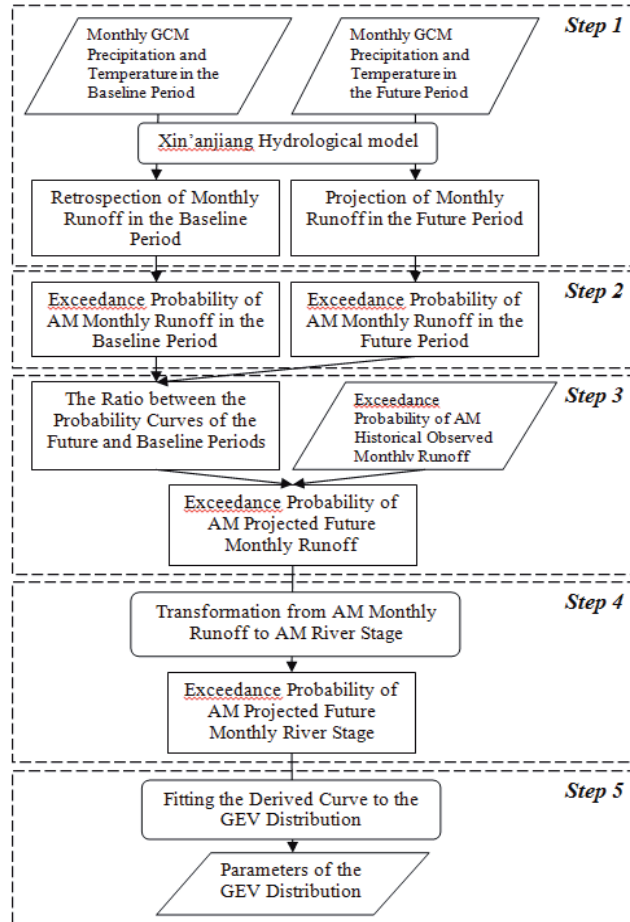 Step 1
Monthly GCM
Precipitation and
Temperature in the
Baseline Period
Monthly GCM
Precipitation and
Temperature in
the Future Period
Xin'anjiang Hydrological model
Retrospection of Monthly
Runoff in the Baseline
Period
Projection of Monthly
Runoff in the Future Period
Step 2
Exceedance Probability of
AM Monthly Runoff in the
Baseline Period
Exceedance Probability of
AM Monthly Runoff in the
Future Period
Step 3
The Ratio between the
Probability Curves of the
Future and Baseline Periods
Exceedance
Probability of AM
Historical Observed
Monthly Runoff
Exceedance Probability of
AM Projected Future
Monthly Runoff
Step 4
Transformation from AM Monthly
Runoff to AM River Stage
Exceedance Probability of
AM Projected Future
Monthly River Stage
Step 5
Fitting the Derived Curve to the
GEV Distribution
Parameters of the
GEV Distribution